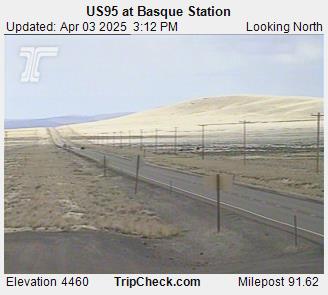 US95 at Basque Station
Updated: Apr 03 2025 3:12 PM Looking North
Elevation 4460 TripCheck.com Milepost 91.62